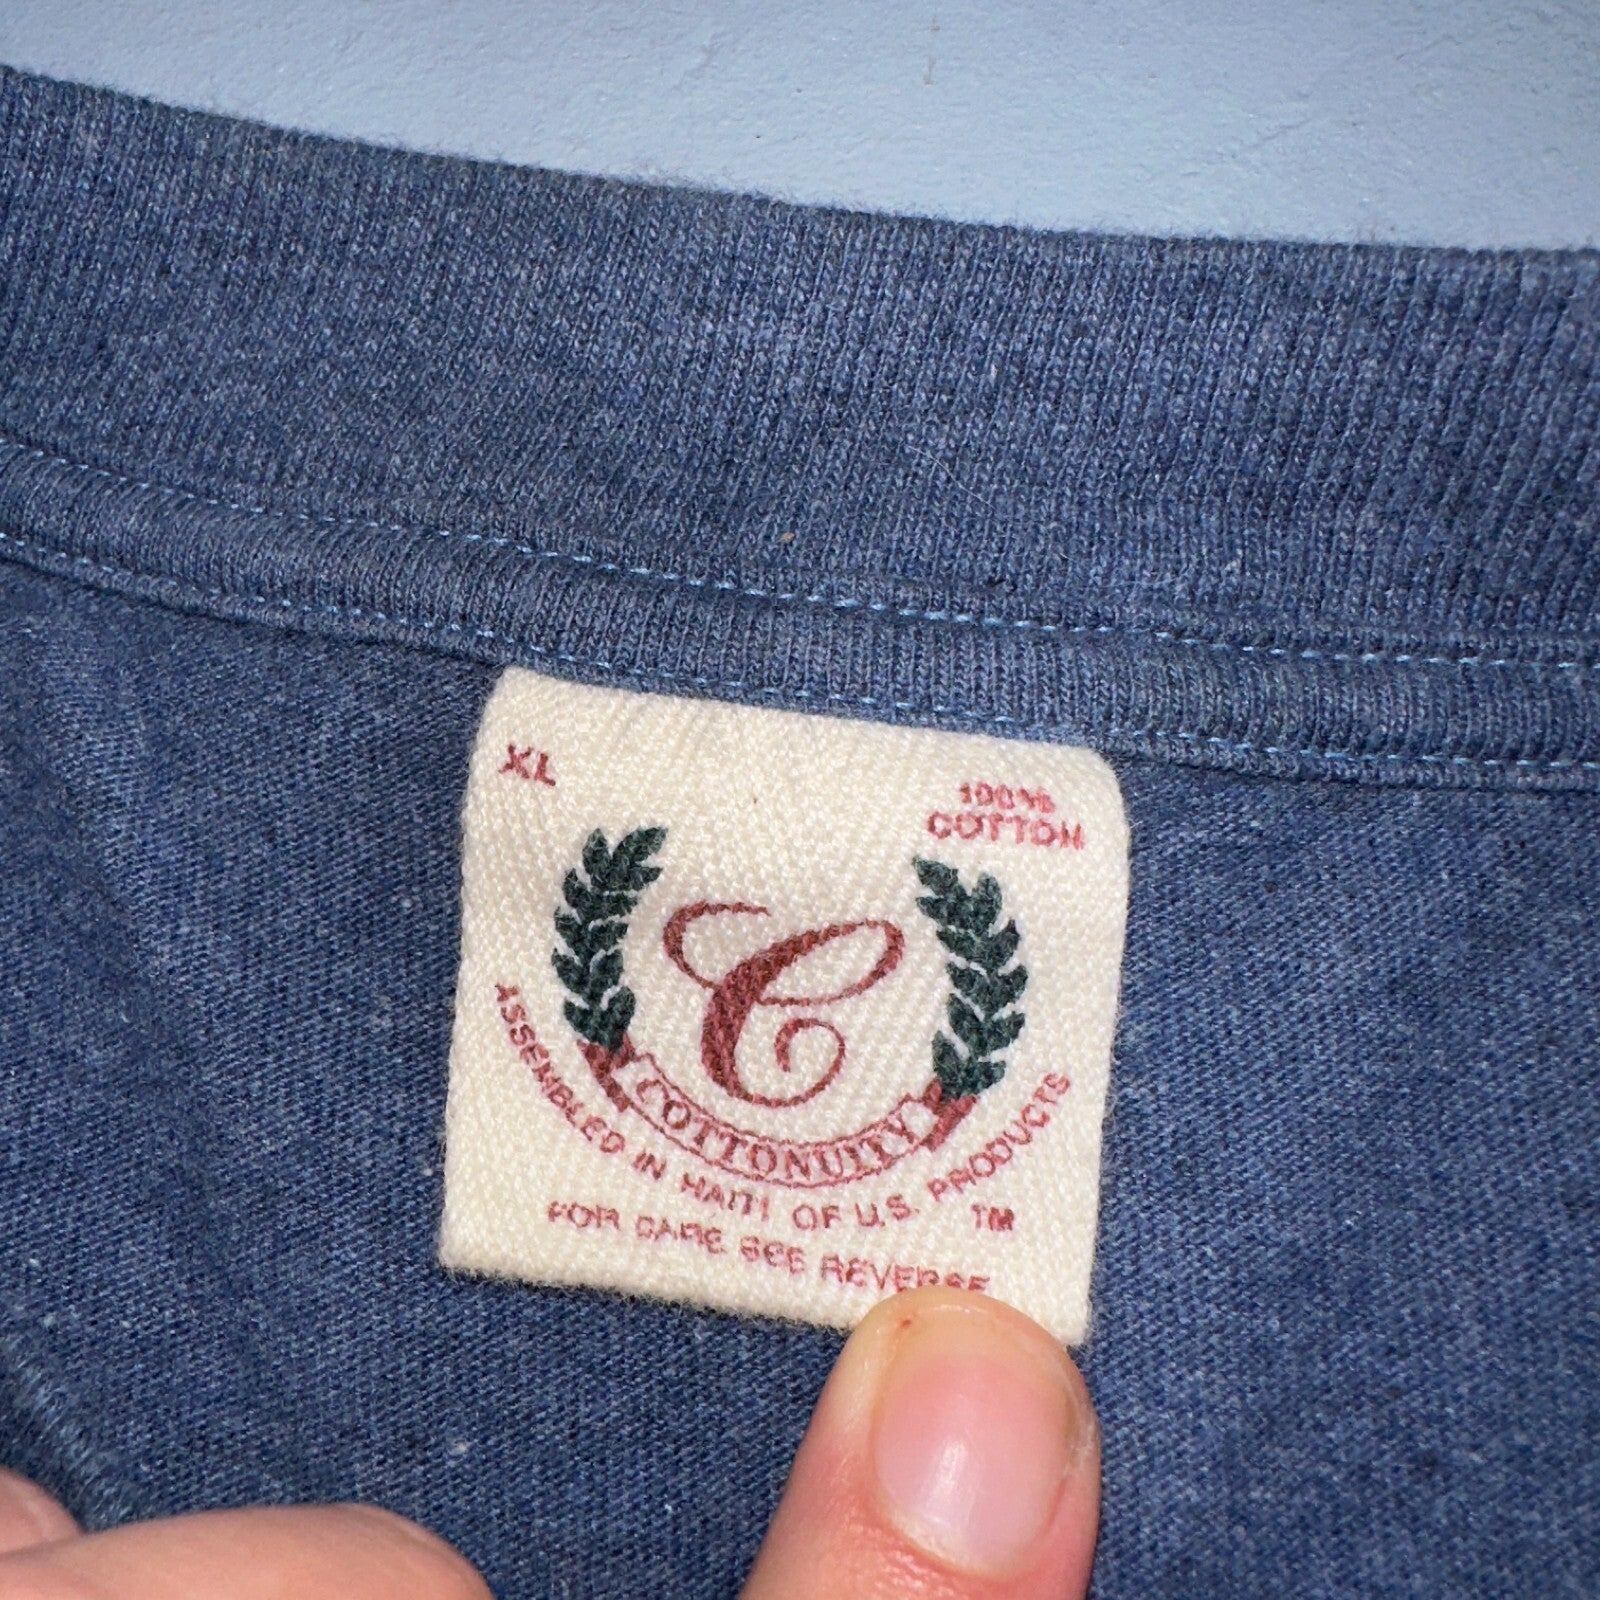 XL
100%
COTTON
C
COTTONUITY
ASSEMBLED IN HAITI OF U.S. PRODUCTS
TM
FOR CARE SEE REVERSE